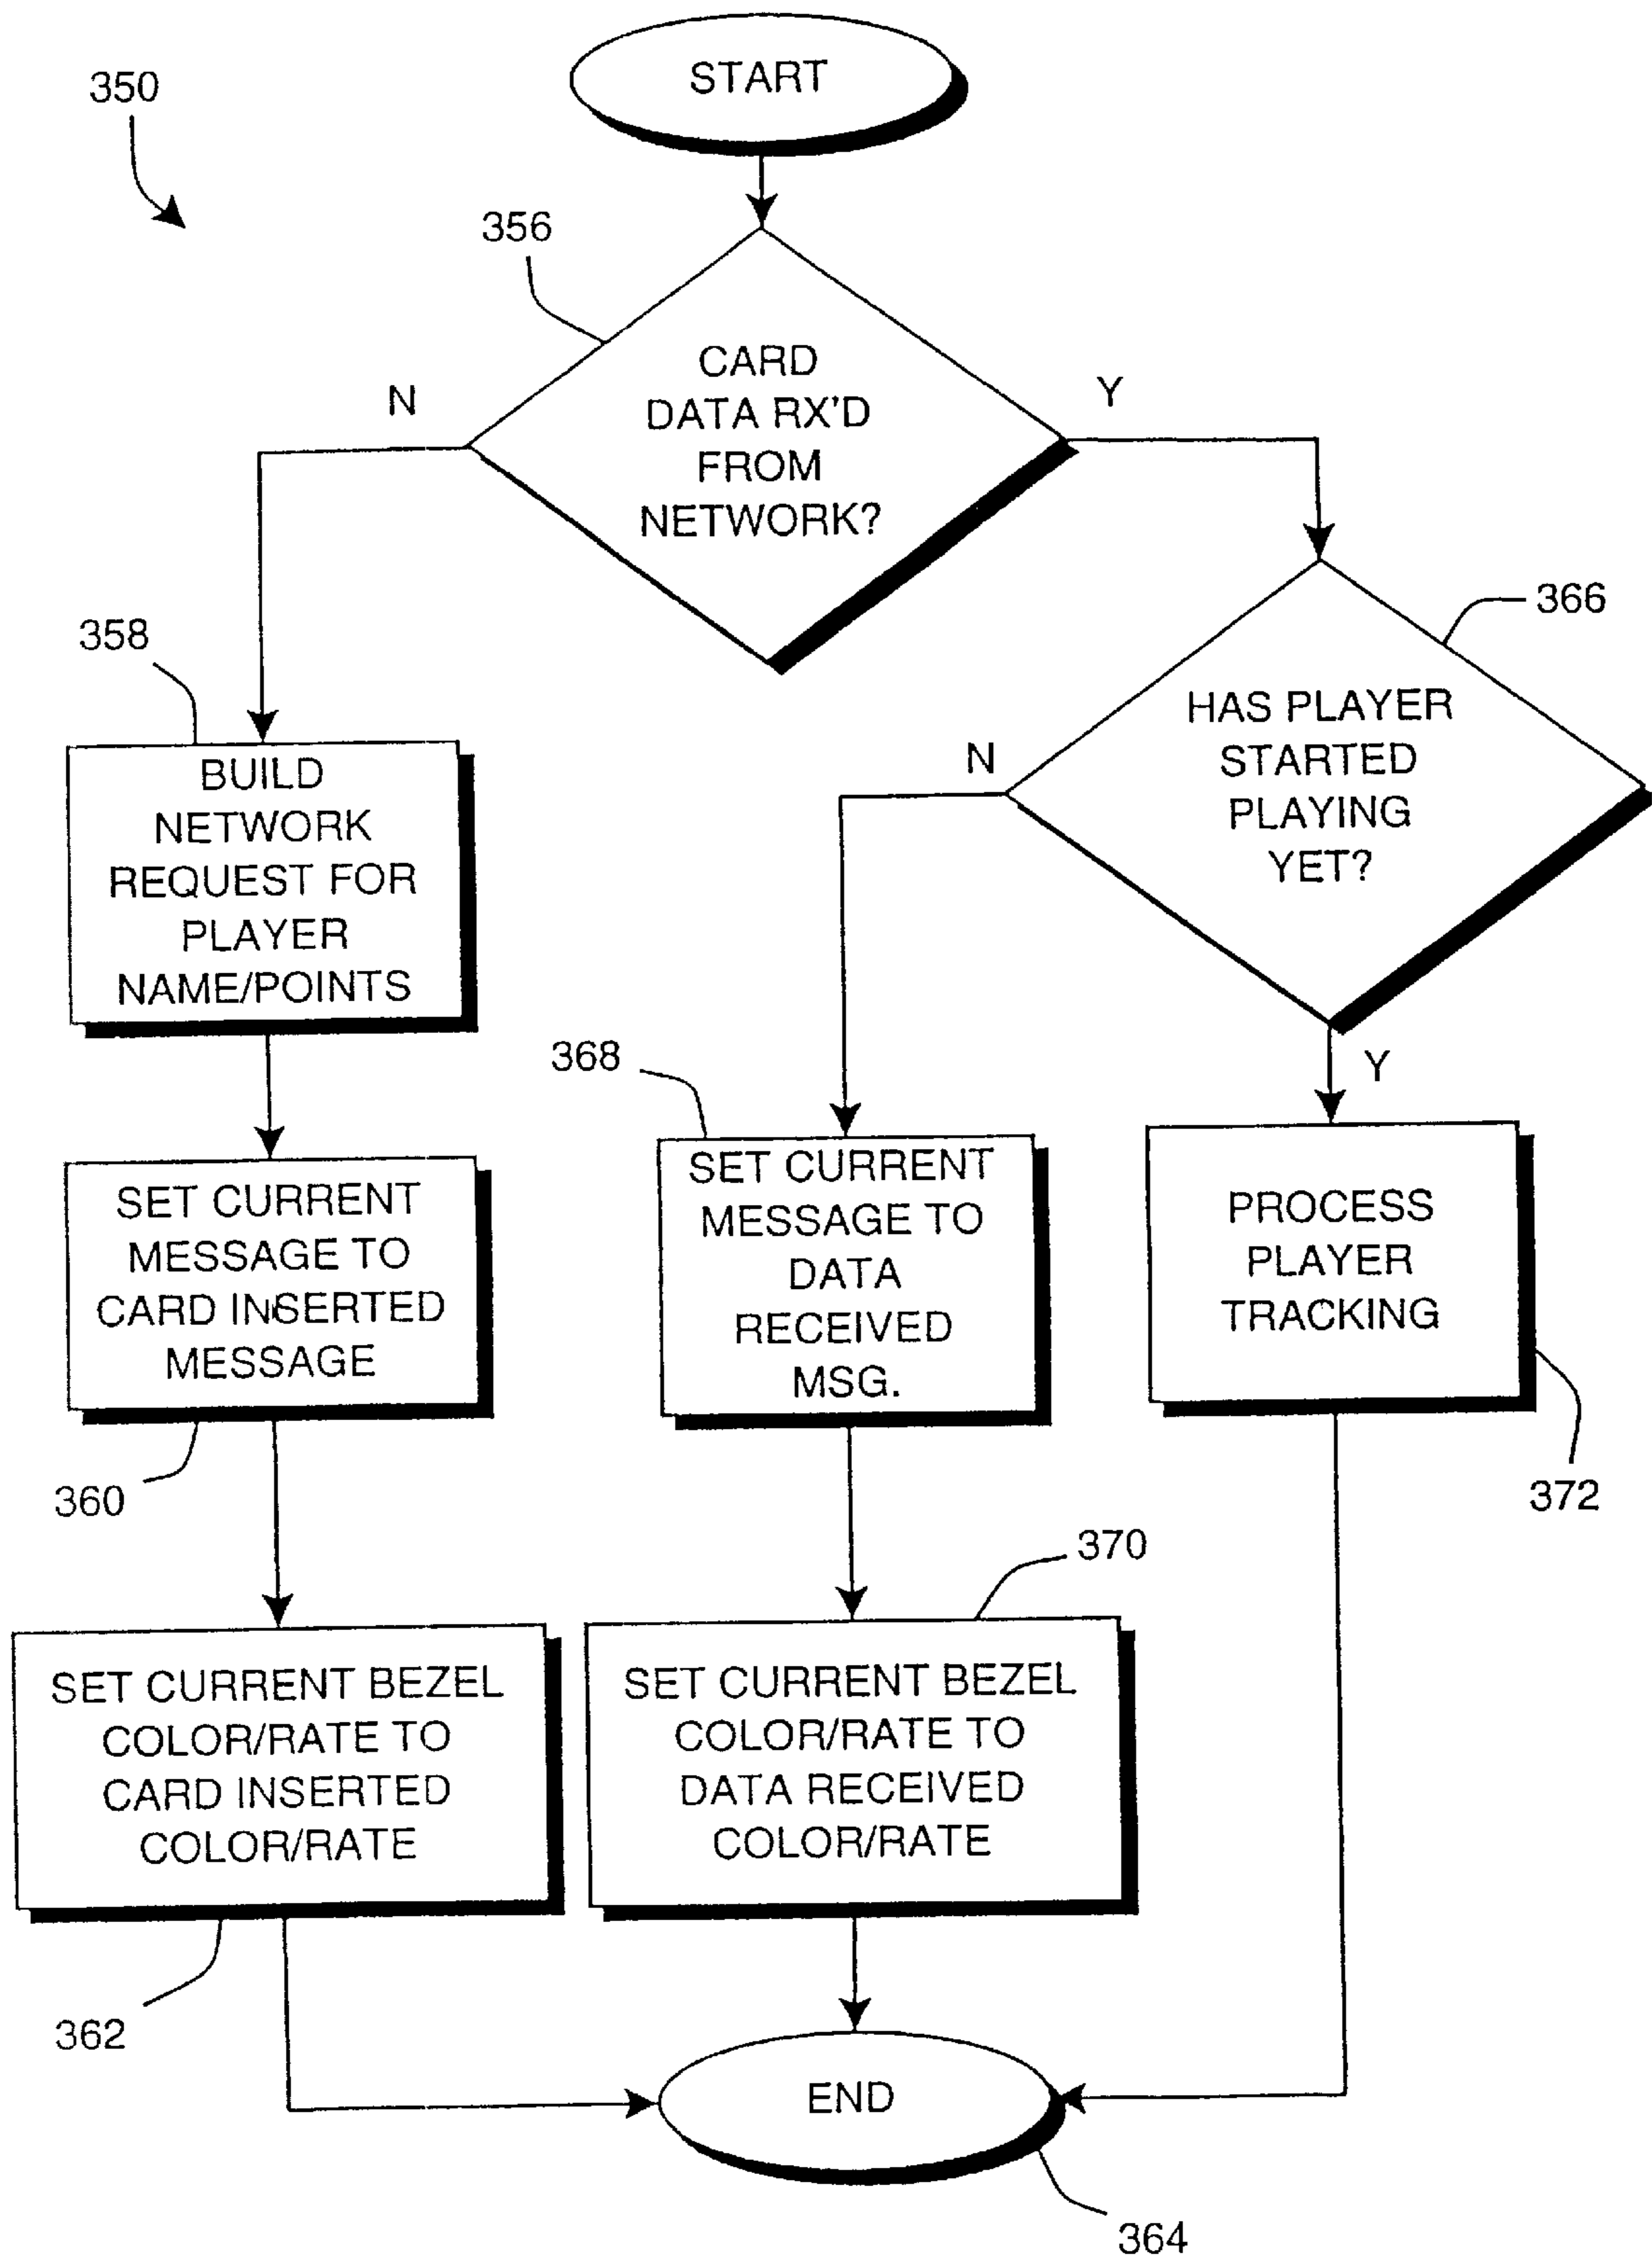 START
350
356
CARD
DATA RX'D
FROM
NETWORK?
N
Y
366
HAS PLAYER
STARTED
PLAYING
YET?
N
Y
358
BUILD
NETWORK
REQUEST FOR
PLAYER
NAME/POINTS
368
SET CURRENT
MESSAGE TO
CARD INSERTED
MESSAGE
360
SET CURRENT
MESSAGE TO
DATA
RECEIVED
MSG.
PROCESS
PLAYER
TRACKING
372
370
SET CURRENT BEZEL
COLOR/RATE TO
CARD INSERTED
COLOR/RATE
362
SET CURRENT BEZEL
COLOR/RATE TO
DATA RECEIVED
COLOR/RATE
END
364